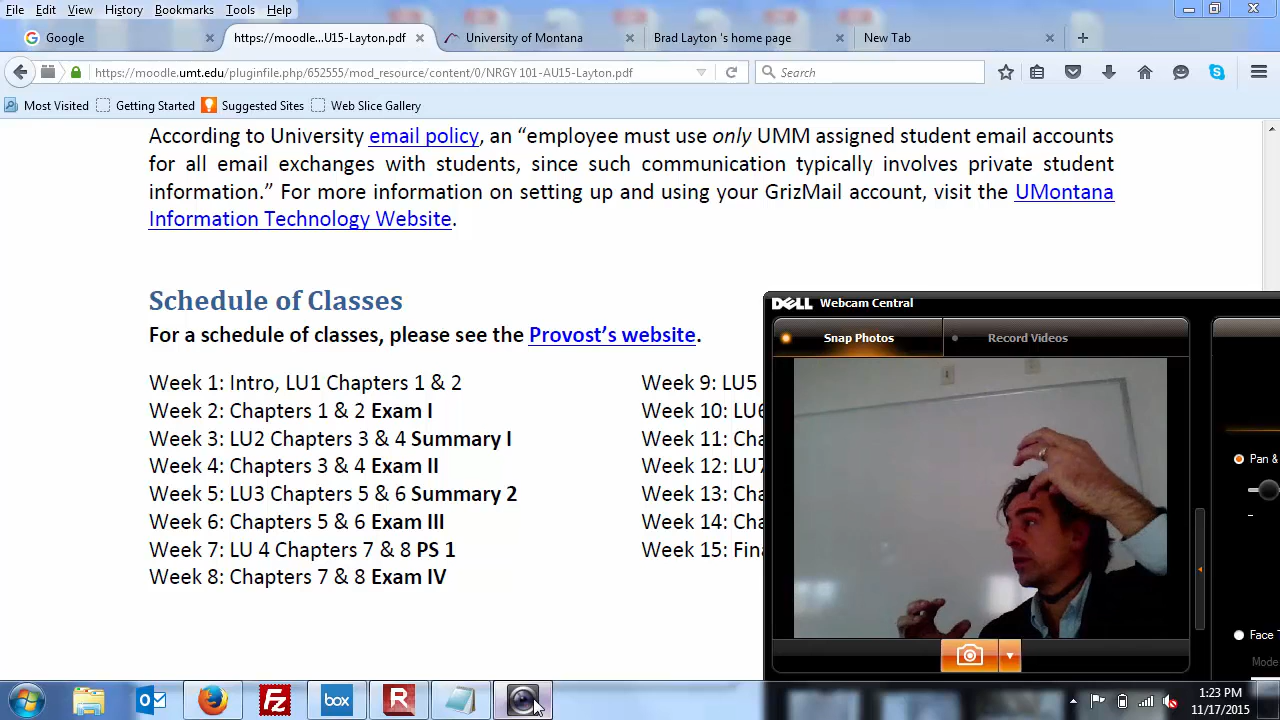 File Edit View History Bookmarks Tools Help
Google
https://moodle...U15-Layton.pdf
University of Montana
Brad Layton 's home page
New Tab
https://moodle.umt.edu/pluginfile.php/652555/mod_resource/content/0/NRGY 101-AU15-Layton.pdf
Search
Most Visited Getting Started Suggested Sites Web Slice Gallery
According to University email policy, an “employee must use only UMM assigned student email accounts
for all email exchanges with students, since such communication typically involves private student
information.” For more information on setting up and using your GrizMail account, visit the UMontana
Information Technology Website.
Schedule of Classes
For a schedule of classes, please see the Provost’s website.
Week 1: Intro, LU1 Chapters 1 & 2
Week 2: Chapters 1 & 2 Exam I
Week 3: LU2 Chapters 3 & 4 Summary I
Week 4: Chapters 3 & 4 Exam II
Week 5: LU3 Chapters 5 & 6 Summary 2
Week 6: Chapters 5 & 6 Exam III
Week 7: LU 4 Chapters 7 & 8 PS 1
Week 8: Chapters 7 & 8 Exam IV
Week 9: LU5
Week 10: LU6
Week 11: Cha
Week 12: LU7
Week 13: Cha
Week 14: Cha
Week 15: Fina
DELL Webcam Central
Snap Photos
Record Videos
Pan &
Face T
Mode
box
R
1:23 PM
11/17/2015